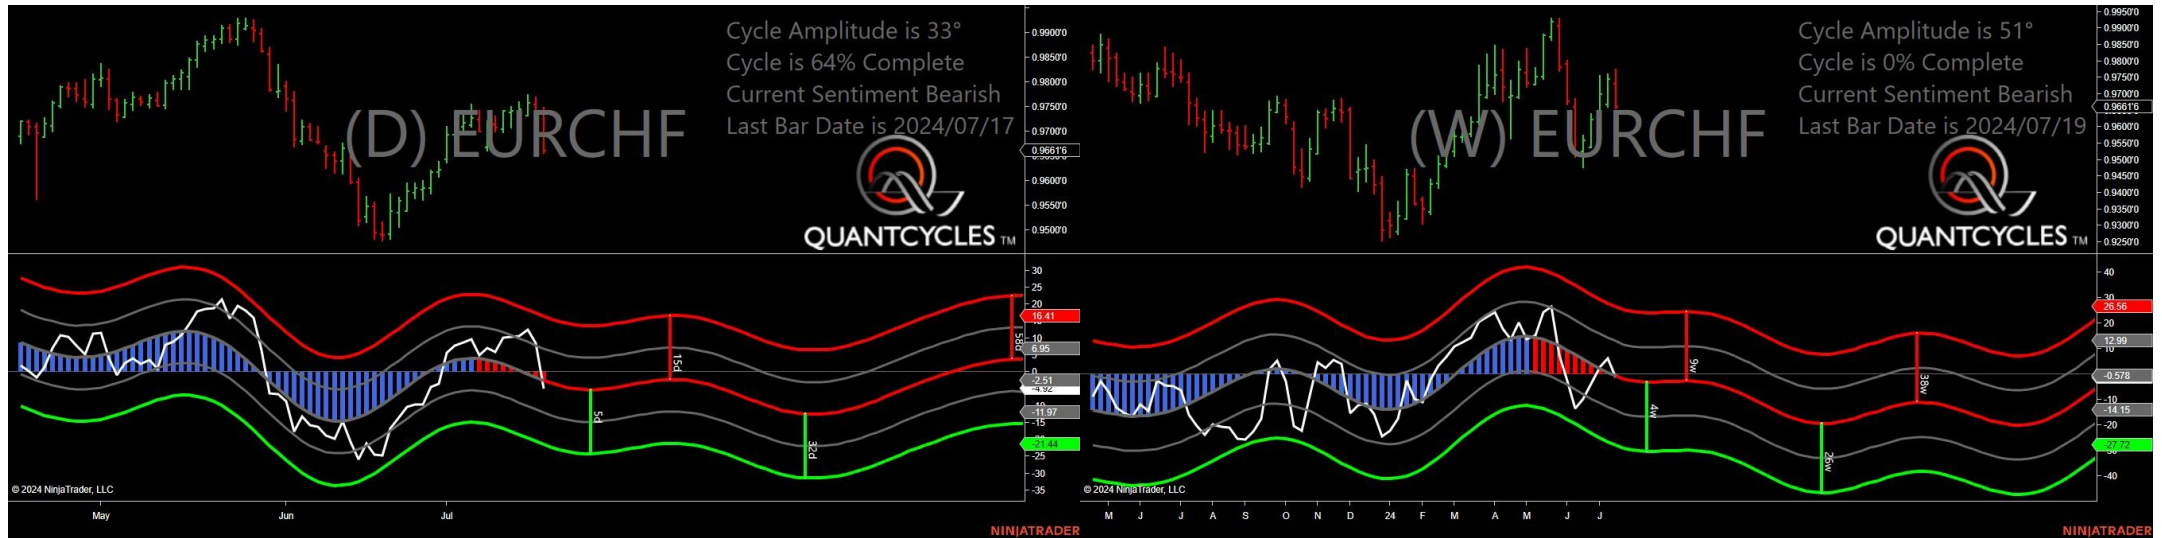 Cycle Amplitude is 33°
Cycle is 64% Complete
Current Sentiment Bearish
Last Bar Date is 2024/07/17
(D) EURCHF
QUANTCYCLES TM
0.9900'0
0.9850'0
0.9800'0
0.9750'0
0.9700'0
0.9661'6
0.9600'0
0.9550'0
0.9500'0
30
25
20
16.41
6.95
5
0
-2.51
-4.92
-11.97
-15
-21.44
-25
-30
-35
15d
58d
5d
32d
© 2024 NinjaTrader, LLC
May
Jun
Jul
NINJATRADER
Cycle Amplitude is 51°
Cycle is 0% Complete
Current Sentiment Bearish
Last Bar Date is 2024/07/19
(W) EURCHF
QUANTCYCLES TM
0.9950'0
0.9900'0
0.9850'0
0.9800'0
0.9750'0
0.9700'0
0.9661'6
0.9600'0
0.9550'0
0.9500'0
0.9450'0
0.9400'0
0.9350'0
0.9300'0
0.9250'0
40
30
26.56
20
12.99
10
-0.578
-10
-14.15
-20
-27.72
-40
9w
38w
4w
26w
© 2024 NinjaTrader, LLC
M J J A S O N D 24 F M A M J J
NINJATRADER